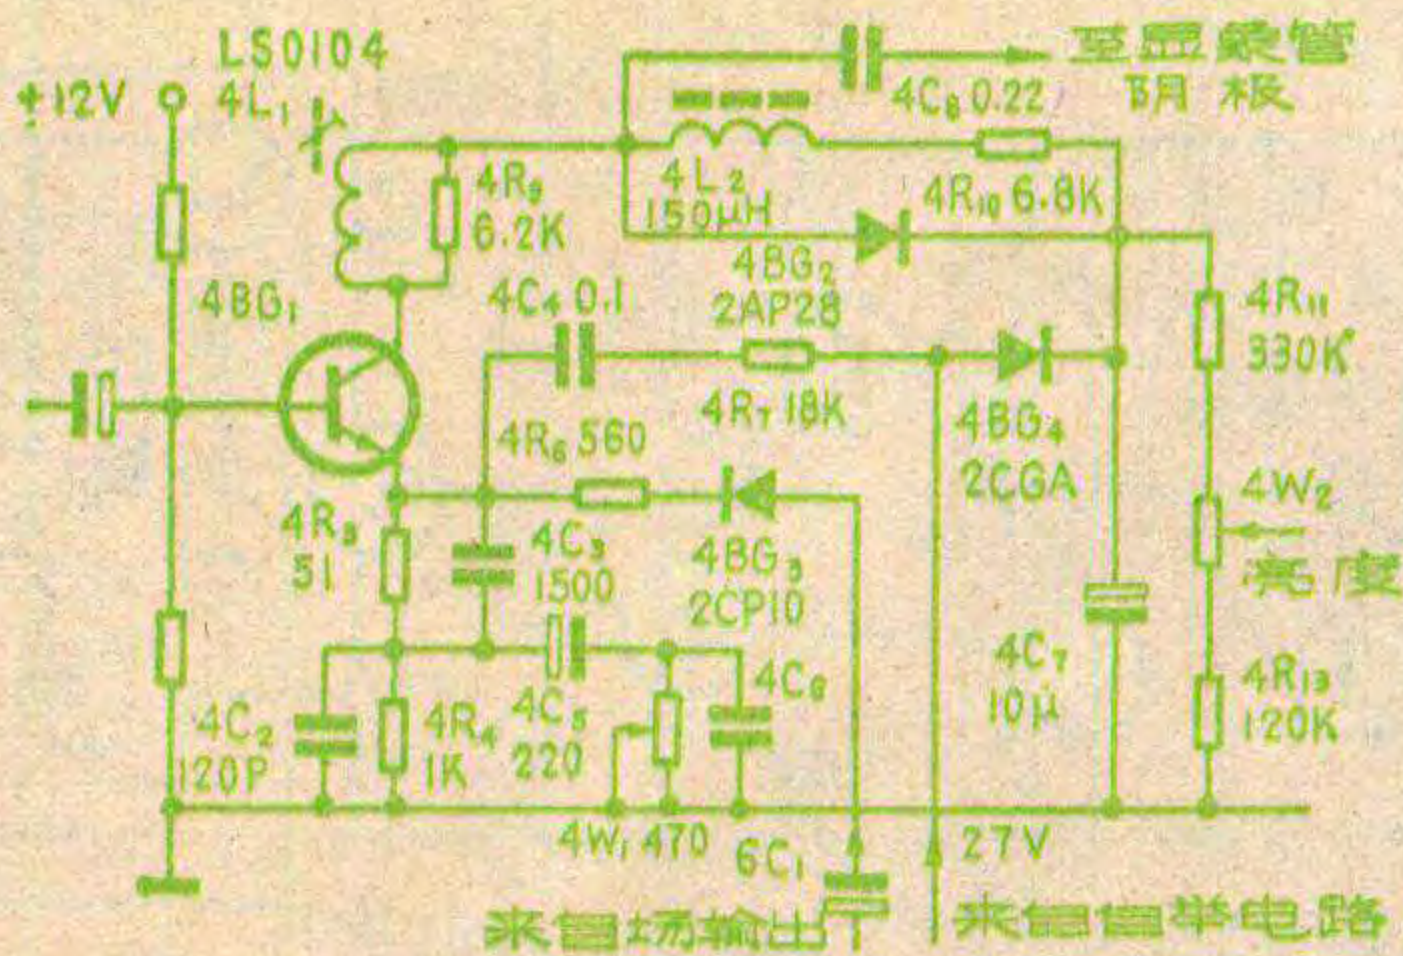 LS0104
+12V
4L₁
至显象管
阴极
4C₈ 0.22
4R₉
6.2K
4L₂
150μH
4R₁₀ 6.8K
4BG₂
2AP28
4BG₁
4C₄ 0.1
4R₁₁
330K
4R₇ 18K
4BG₄
2CGA
4R₆ 560
4W₂
亮度
4R₃
51
4C₃
1500
4BG₃
2CP10
4C₂
120P
4R₄
1K
4C₅
220
4C₆
4C₇
10μ
4R₁₃
120K
4W₁ 470
6C₁
27V
来自场输出
来自自举电路